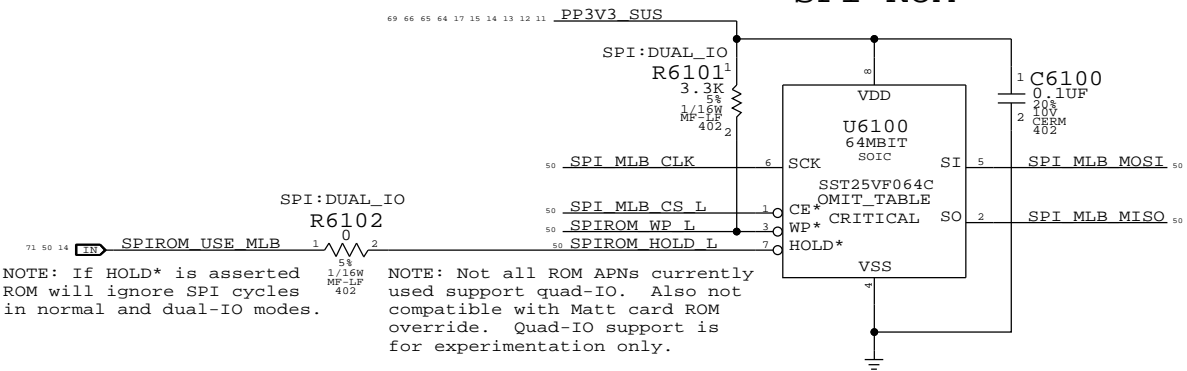 69 66 65 64 17 15 14 13 12 11 PP3V3_SUS
SPI:DUAL_IO
R6101
1
3.3K
5%
1/16W
MF-LF
402
2
8
VDD
U6100
64MBIT
SOIC
SST25VF064C
OMIT_TABLE
CRITICAL
VSS
4
1 C6100
0.1UF
20%
10V
2 CERM
402
50 SPI_MLB_CLK 6 SCK
SI 5 SPI_MLB_MOSI 50
50 SPI_MLB_CS_L 1 CE*
50 SPIROM_WP_L 3 WP*
SO 2 SPI_MLB_MISO 50
50 SPIROM_HOLD_L 7 HOLD*
SPI:DUAL_IO
R6102
71 50 14 IN SPIROM_USE_MLB 1 0 2
5%
1/16W
MF-LF
402
NOTE: If HOLD* is asserted
ROM will ignore SPI cycles
in normal and dual-IO modes.
NOTE: Not all ROM APNs currently
used support quad-IO. Also not
compatible with Matt card ROM
override. Quad-IO support is
for experimentation only.